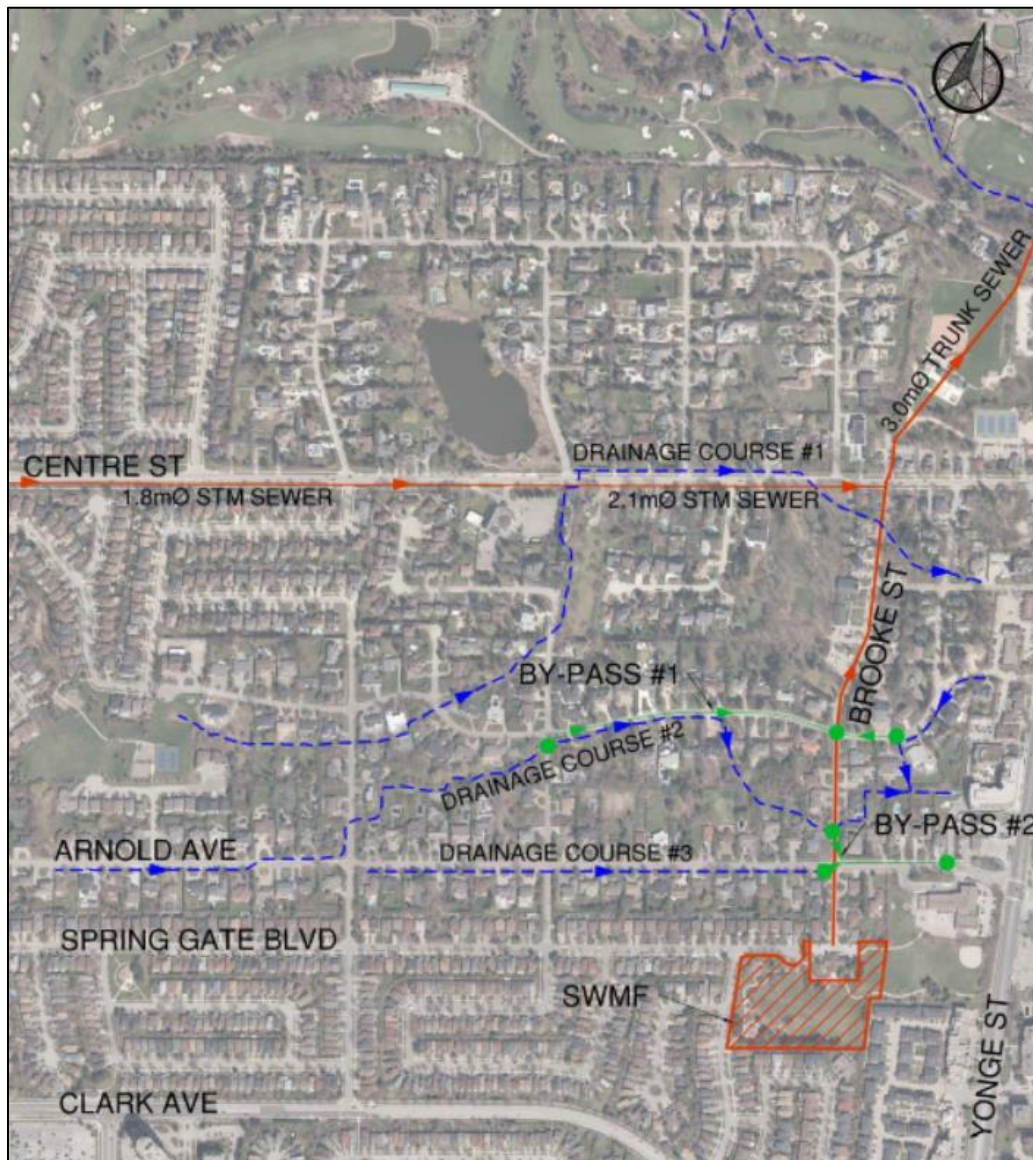 3.0mØ TRUNK SEWER
CENTRE ST
DRAINAGE COURSE #1
1.8mØ STM SEWER
2.1mØ STM SEWER
BROOKE ST
BY-PASS #1
DRAINAGE COURSE #2
BY-PASS #2
ARNOLD AVE
DRAINAGE COURSE #3
SPRING GATE BLVD
SWMF
YONGE ST
CLARK AVE